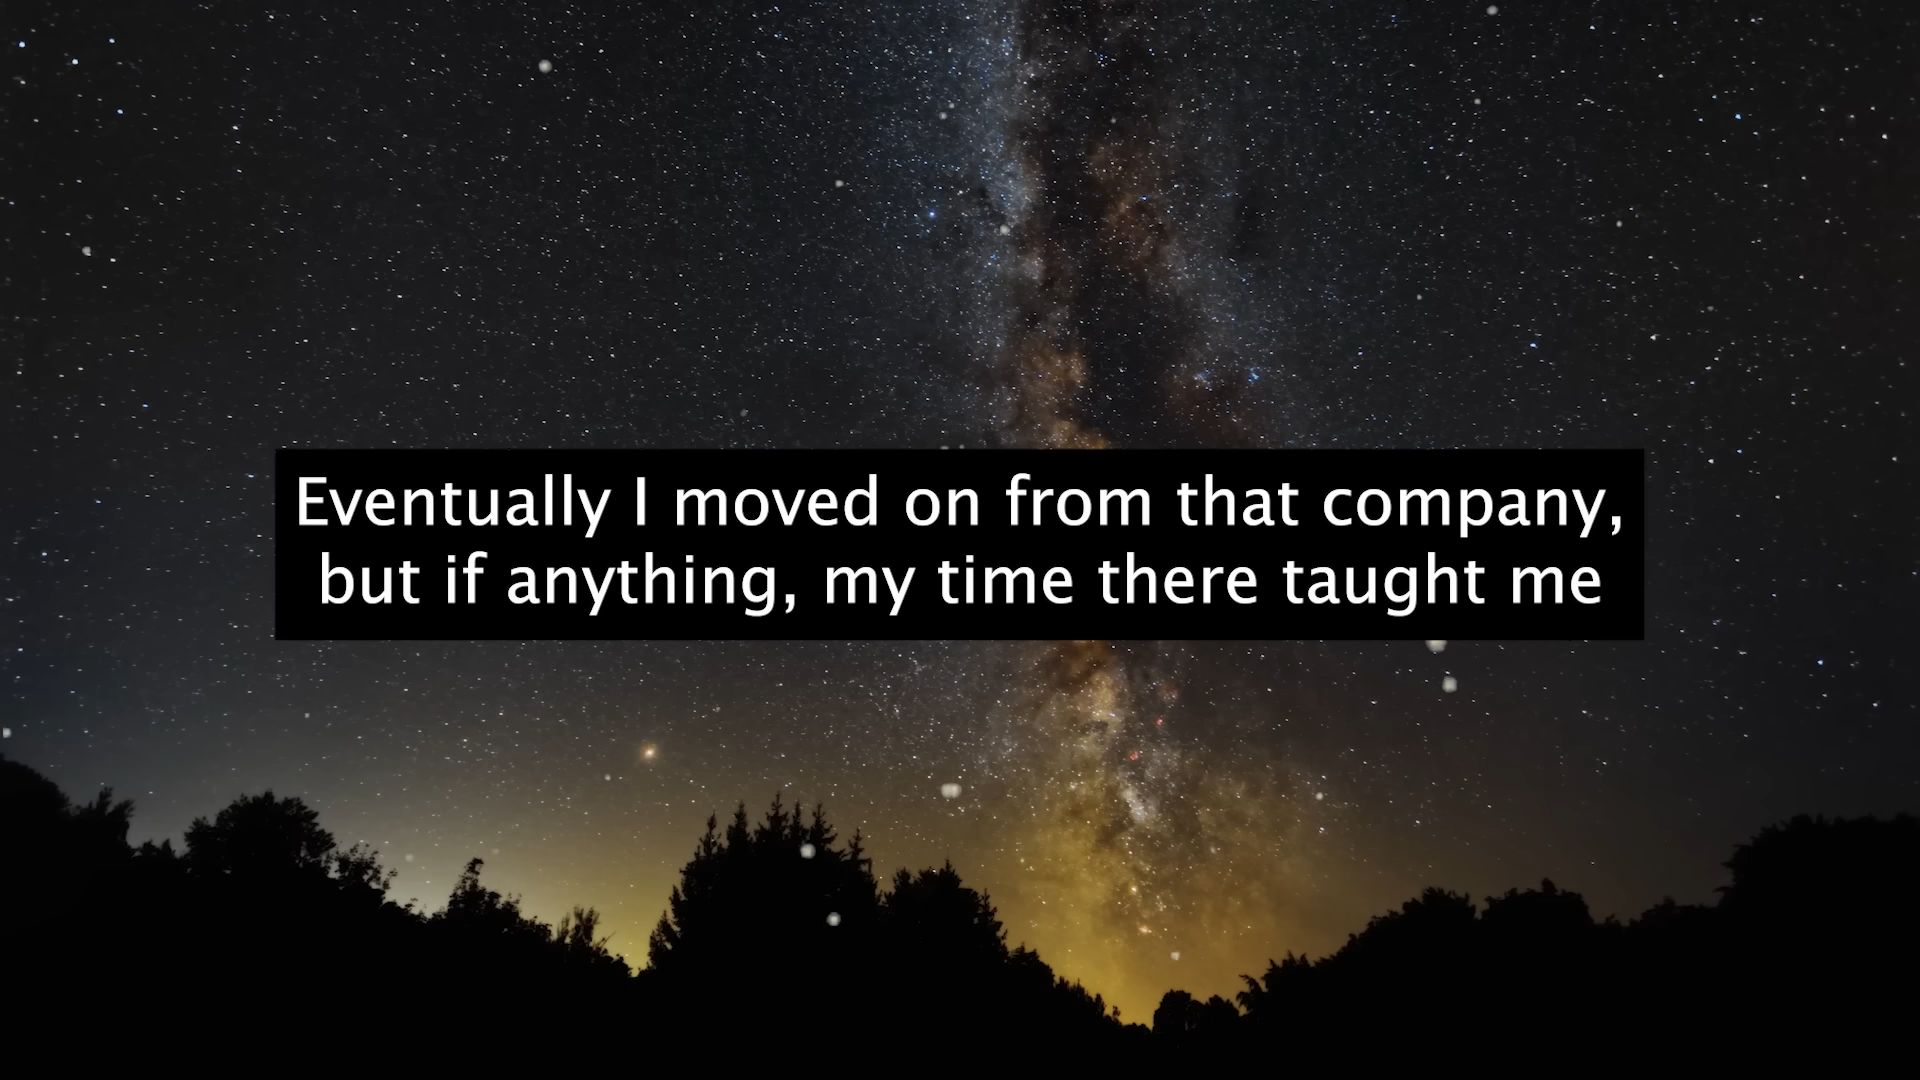 Eventually I moved on from that company,
but if anything, my time there taught me